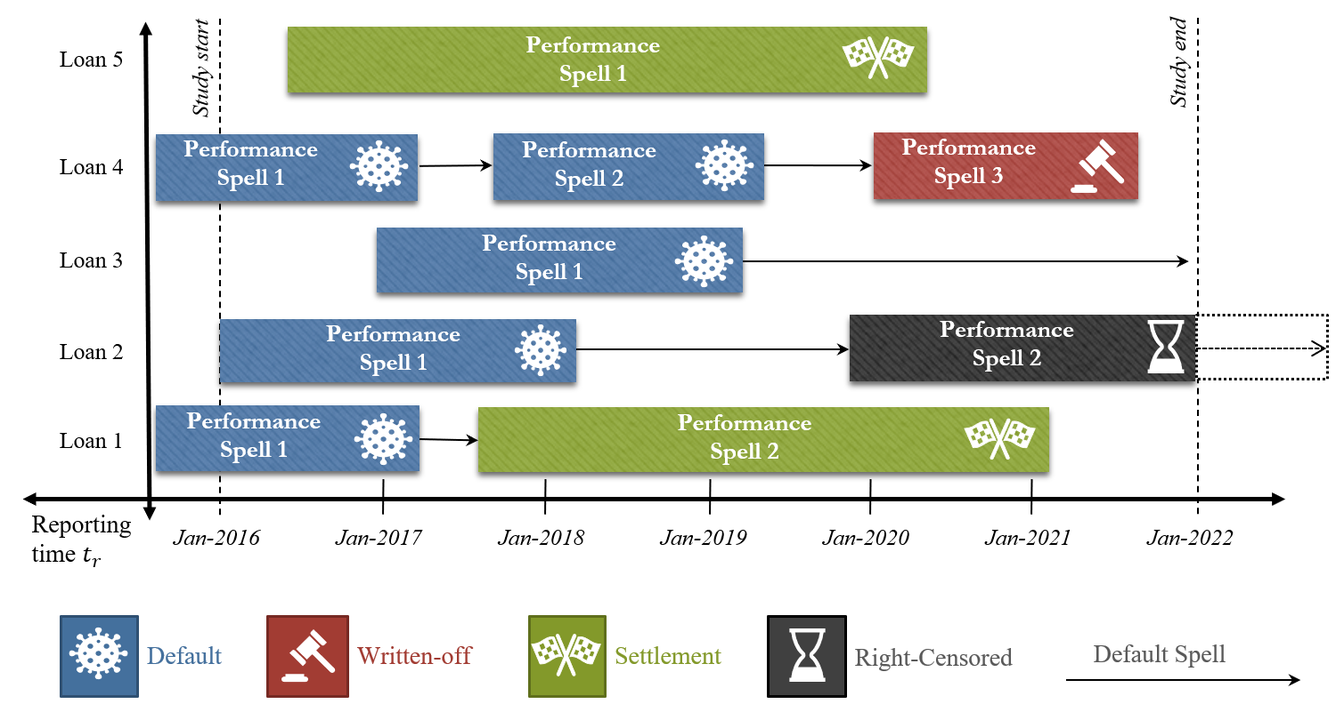 Study start
Study end
Loan 5
Performance
Spell 1
Loan 4
Performance
Spell 1
Performance
Spell 2
Performance
Spell 3
Loan 3
Performance
Spell 1
Loan 2
Performance
Spell 1
Performance
Spell 2
Loan 1
Performance
Spell 1
Performance
Spell 2
Reporting
time t_r
Jan-2016
Jan-2017
Jan-2018
Jan-2019
Jan-2020
Jan-2021
Jan-2022
Default
Written-off
Settlement
Right-Censored
Default Spell